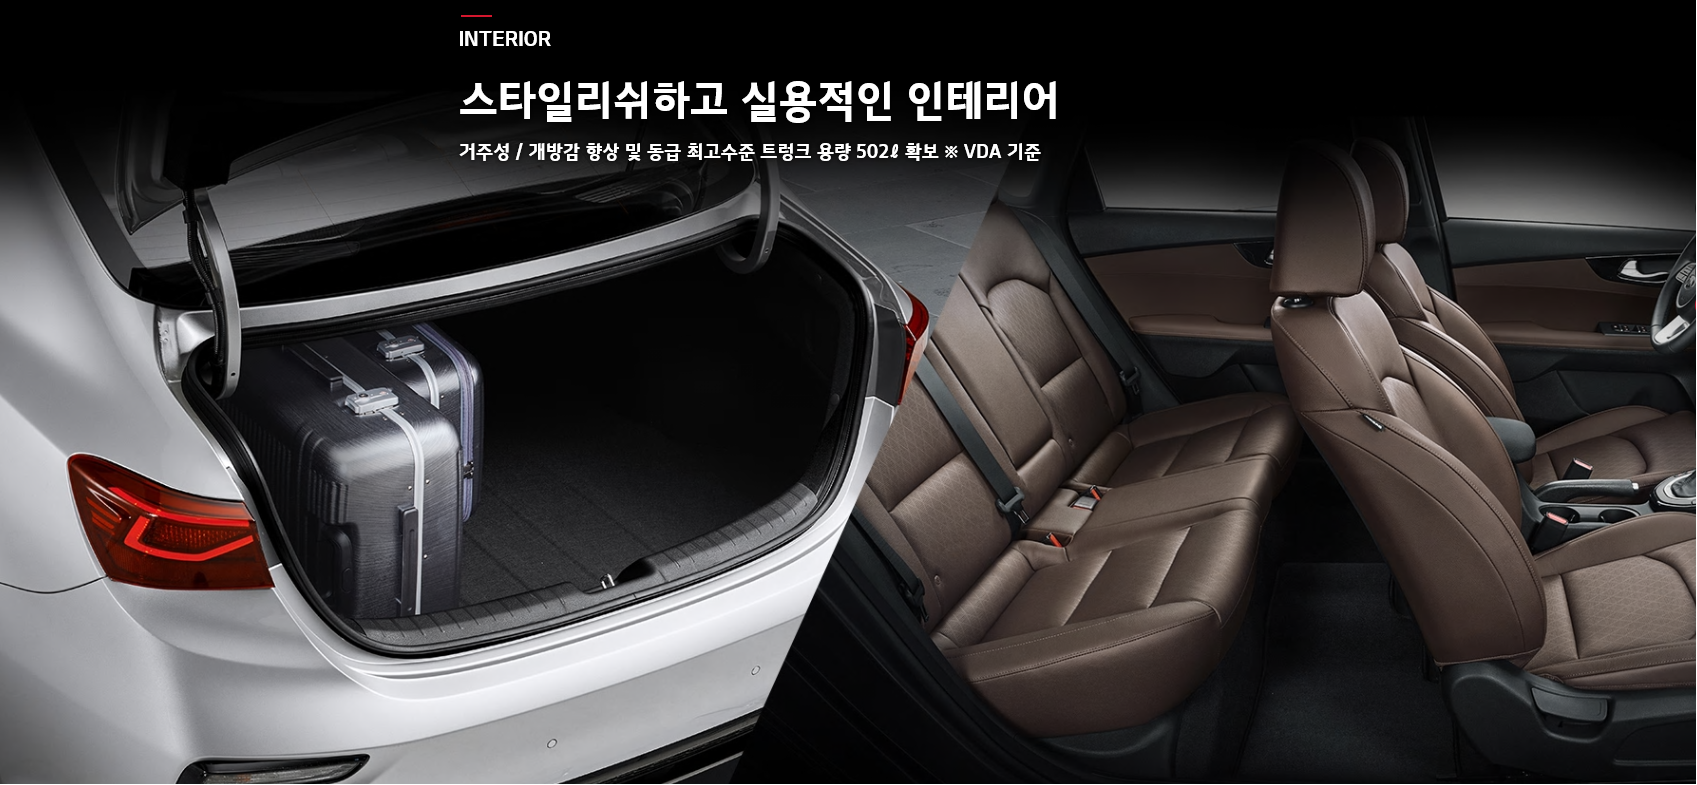 INTERIOR
스타일리쉬하고 실용적인 인테리어
거주성 / 개방감 향상 및 동급 최고수준 트렁크 용량 502ℓ 확보 ※ VDA 기준